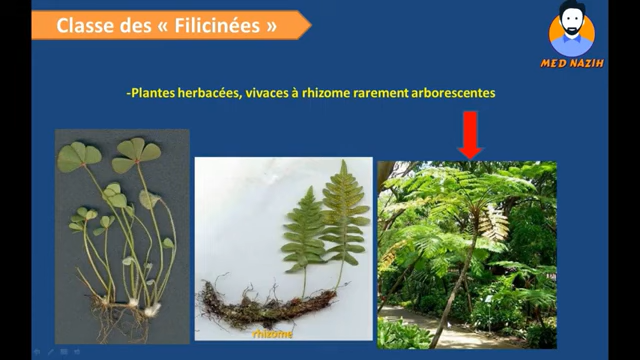 Classe des « Filicinées »
MED NAZIH
-Plantes herbacées, vivaces à rhizome rarement arborescentes
rhizome